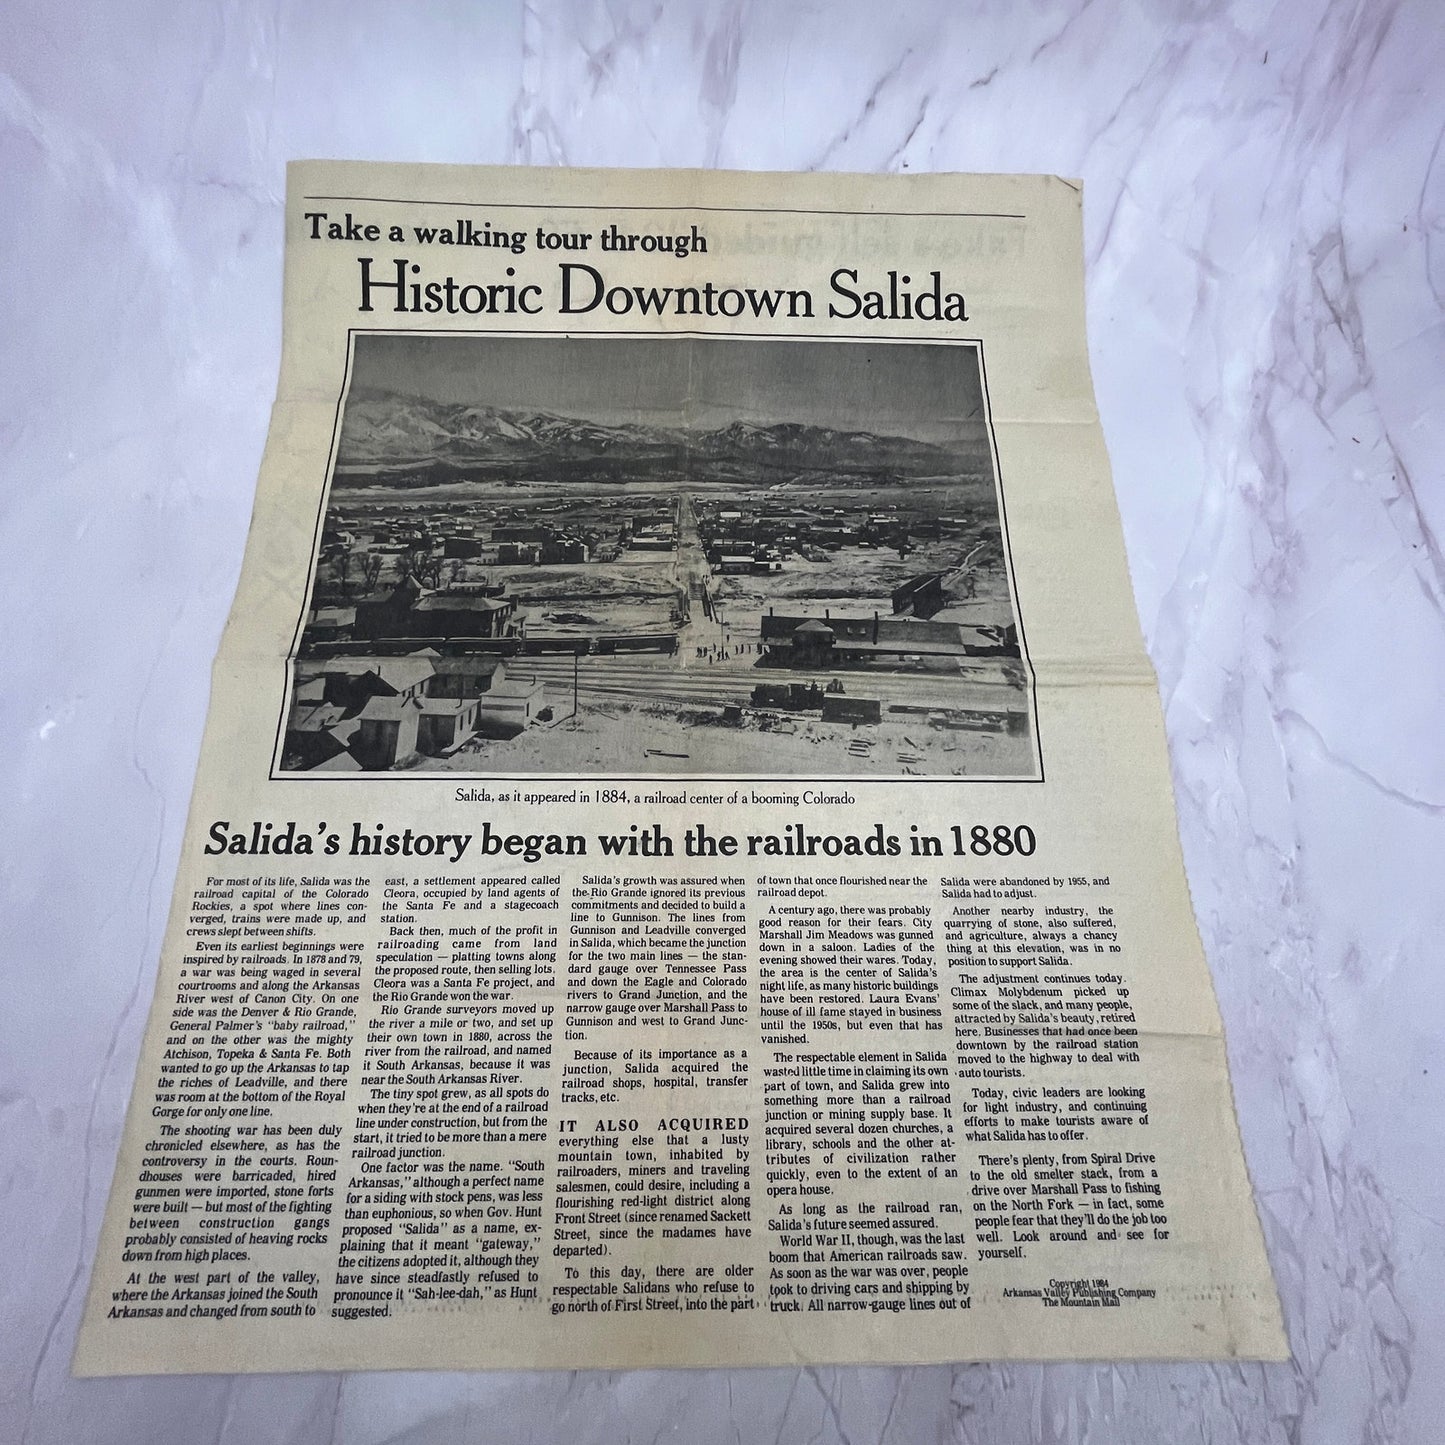 Take a walking tour through
Historic Downtown Salida
Salida, as it appeared in 1884, a railroad center of a booming Colorado
Salida's history began with the railroads in 1880
For most of its life, Salida was the
railroad capital of the Colorado
Rockies, a spot where lines con-
verged, trains were made up, and
crews slept between shifts.
Even its earliest beginnings were
inspired by railroads. In 1878 and 79,
a war was being waged in several
courtrooms and along the Arkansas
River west of Canon City. On one
side was the Denver & Rio Grande,
General Palmer's "baby railroad,"
and on the other was the mighty
Atchison, Topeka & Santa Fe. Both
wanted to go up the Arkansas to tap
the riches of Leadville, and there
was room at the bottom of the Royal
Gorge for only one line.
The shooting war has been duly
chronicled elsewhere, as has the
controversy in the courts. Roun-
dhouses were barricaded, hired
gunmen were imported, stone forts
were built — but most of the fighting
between construction gangs
probably consisted of heaving rocks
down from high places.
At the west part of the valley,
where the Arkansas joined the South
Arkansas and changed from south to
east, a settlement appeared called
Cleora, occupied by land agents of
the Santa Fe and a stagecoach
station.
Back then, much of the profit in
railroading came from land
speculation — platting towns along
the proposed route, then selling lots.
Cleora was a Santa Fe project, and
the Rio Grande won the war.
Rio Grande surveyors moved up
the river a mile or two, and set up
their own town in 1880, across the
river from the railroad, and named
it South Arkansas, because it was
near the South Arkansas River.
The tiny spot grew, as all spots do
when they're at the end of a railroad
line under construction, but from the
start, it tried to be more than a mere
railroad junction.
One factor was the name. "South
Arkansas," although a perfect name
for a siding with stock pens, was less
than euphonious, so when Gov. Hunt
proposed "Salida" as a name, ex-
plaining that it meant "gateway,"
the citizens adopted it, although they
have since steadfastly refused to
pronounce it "Sah-lee-dah," as Hunt
suggested.
Salida's growth was assured when
the Rio Grande ignored its previous
commitments and decided to build a
line to Gunnison. The lines from
Gunnison and Leadville converged
in Salida, which became the junction
for the two main lines — the stan-
dard gauge over Tennessee Pass
and down the Eagle and Colorado
rivers to Grand Junction, and the
narrow gauge over Marshall Pass to
Gunnison and west to Grand Junc-
tion.
Because of its importance as a
junction, Salida acquired the
railroad shops, hospital, transfer
tracks, etc.
IT ALSO ACQUIRED
everything else that a lusty
mountain town, inhabited by
railroaders, miners and traveling
salesmen, could desire, including a
flourishing red-light district along
Front Street (since renamed Sackett
Street, since the madames have
departed).
To this day, there are older
respectable Salidans who refuse to
go north of First Street, into the part
of town that once flourished near the
railroad depot.
A century ago, there was probably
good reason for their fears. City
Marshall Jim Meadows was gunned
down in a saloon. Ladies of the
evening showed their wares. Today,
the area is the center of Salida's
night life, as many historic buildings
have been restored. Laura Evans'
house of ill fame stayed in business
until the 1950s, but even that has
vanished.
The respectable element in Salida
wasted little time in claiming its own
part of town, and Salida grew into
something more than a railroad
junction or mining supply base. It
acquired several dozen churches, a
library, schools and the other at-
tributes of civilization rather
quickly, even to the extent of an
opera house.
As long as the railroad ran,
Salida's future seemed assured.
World War II, though, was the last
boom that American railroads saw.
As soon as the war was over, people
took to driving cars and shipping by
truck. All narrow-gauge lines out of
Salida were abandoned by 1955, and
Salida had to adjust.
Another nearby industry, the
quarrying of stone, also suffered,
and agriculture, always a chancy
thing at this elevation, was in no
position to support Salida.
The adjustment continues today.
Climax Molybdenum picked up
some of the slack, and many people,
attracted by Salida's beauty, retired
here. Businesses that had once been
downtown by the railroad station
moved to the highway to deal with
auto tourists.
Today, civic leaders are looking
for light industry, and continuing
efforts to make tourists aware of
what Salida has to offer.
There's plenty, from Spiral Drive
to the old smelter stack, from a
drive over Marshall Pass to fishing
on the North Fork — in fact, some
people fear that they'll do the job too
well. Look around and see for
yourself.
Copyright 1984
Arkansas Valley Publishing Company
The Mountain Mail